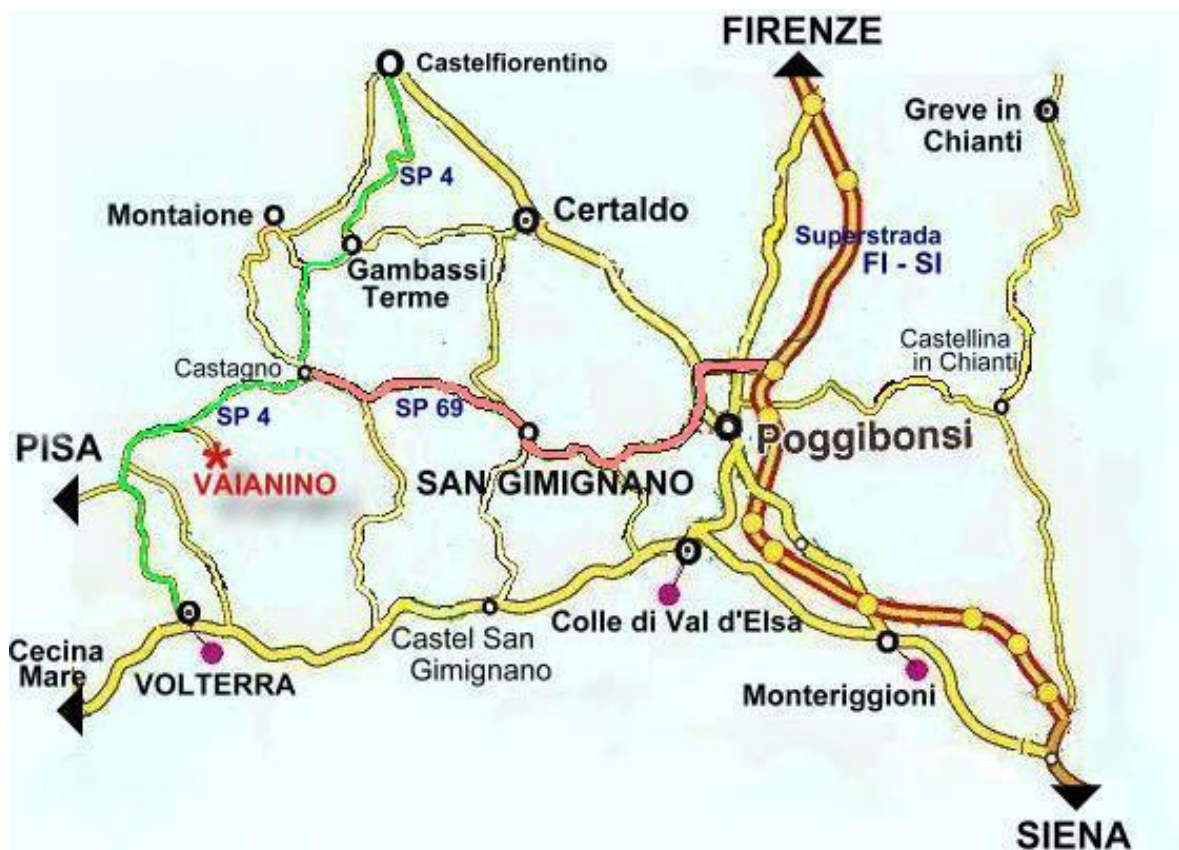 FIRENZE
Castelfiorentino
Greve in
Chianti
SP 4
Montaione
Certaldo
Superstrada
FI - SI
Gambassi
Terme
Castellina
in Chianti
Castagno
SP 4
SP 69
PISA
Poggibonsi
VAIANINO
SAN GIMIGNANO
Colle di Val d'Elsa
Castel San
Gimignano
Cecina
Mare
VOLTERRA
Monteriggioni
SIENA